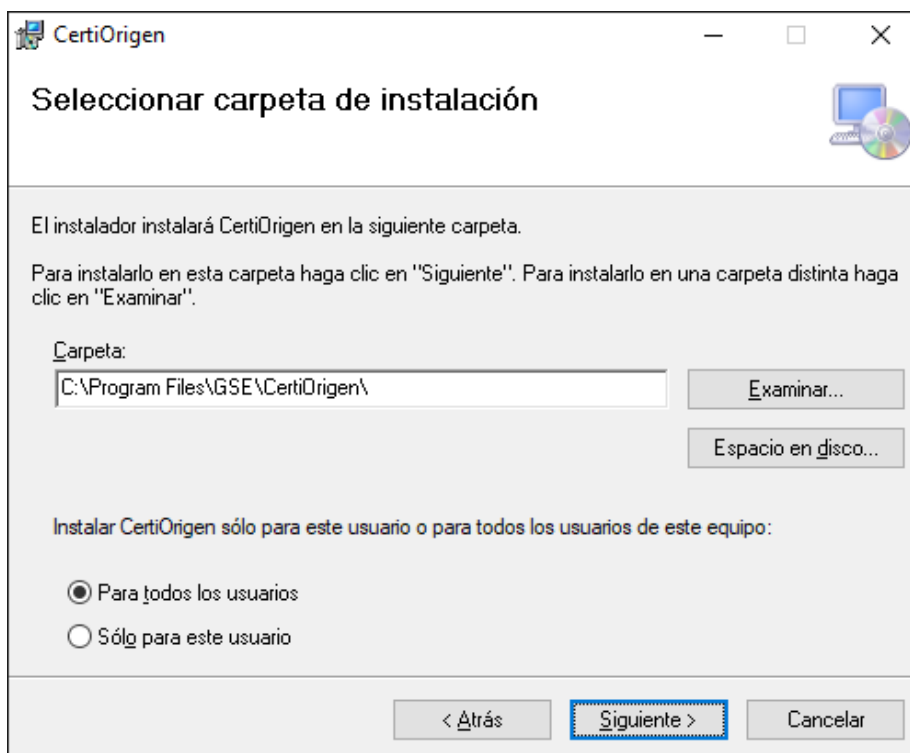 CertiOrigen
Seleccionar carpeta de instalación
El instalador instalará CertiOrigen en la siguiente carpeta.
Para instalarlo en esta carpeta haga clic en "Siguiente". Para instalarlo en una carpeta distinta haga
clic en "Examinar".
Carpeta:
C:\Program Files\GSE\CertiOrigen\
Examinar...
Espacio en disco...
Instalar CertiOrigen sólo para este usuario o para todos los usuarios de este equipo:
Para todos los usuarios
Sólo para este usuario
< Atrás
Siguiente >
Cancelar